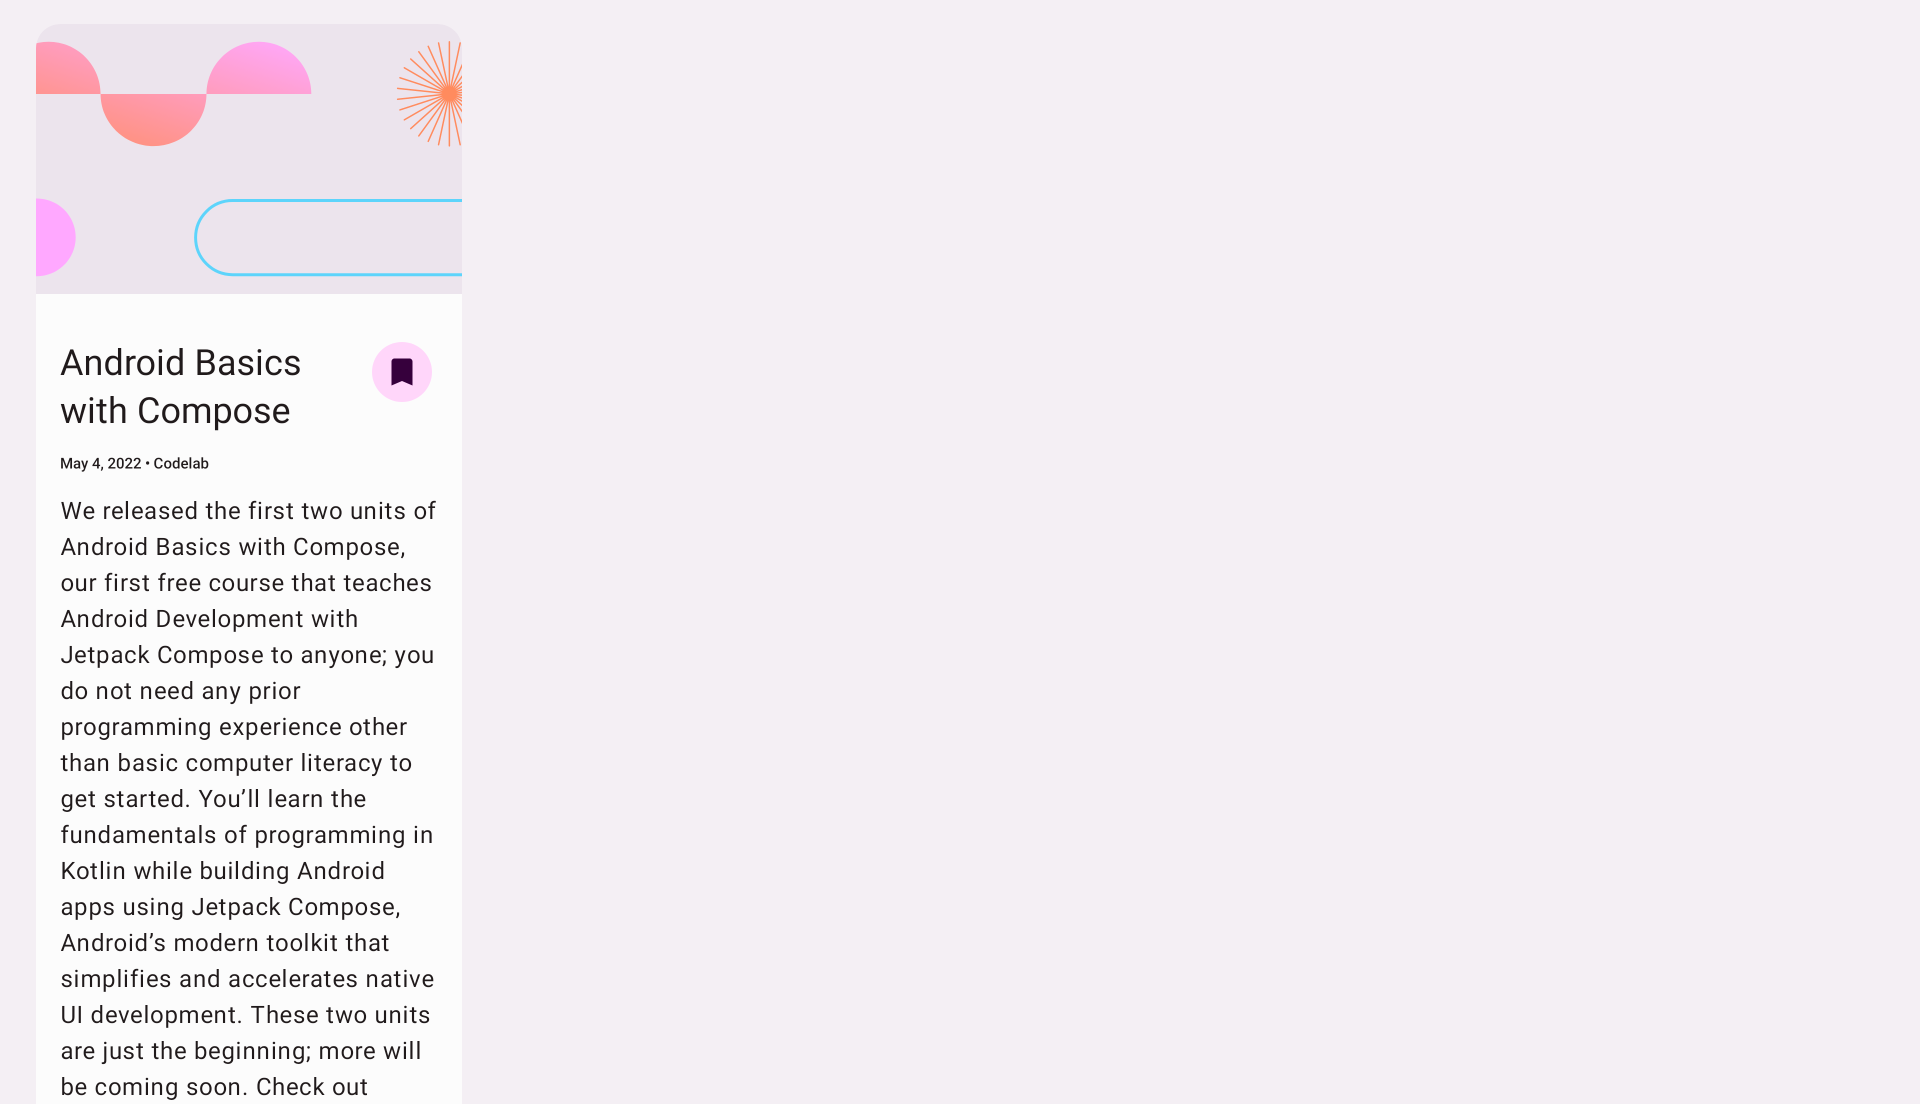 Android Basics
with Compose
May 4, 2022 • Codelab
We released the first two units of
Android Basics with Compose,
our first free course that teaches
Android Development with
Jetpack Compose to anyone; you
do not need any prior
programming experience other
than basic computer literacy to
get started. You’ll learn the
fundamentals of programming in
Kotlin while building Android
apps using Jetpack Compose,
Android’s modern toolkit that
simplifies and accelerates native
UI development. These two units
are just the beginning; more will
be coming soon. Check out